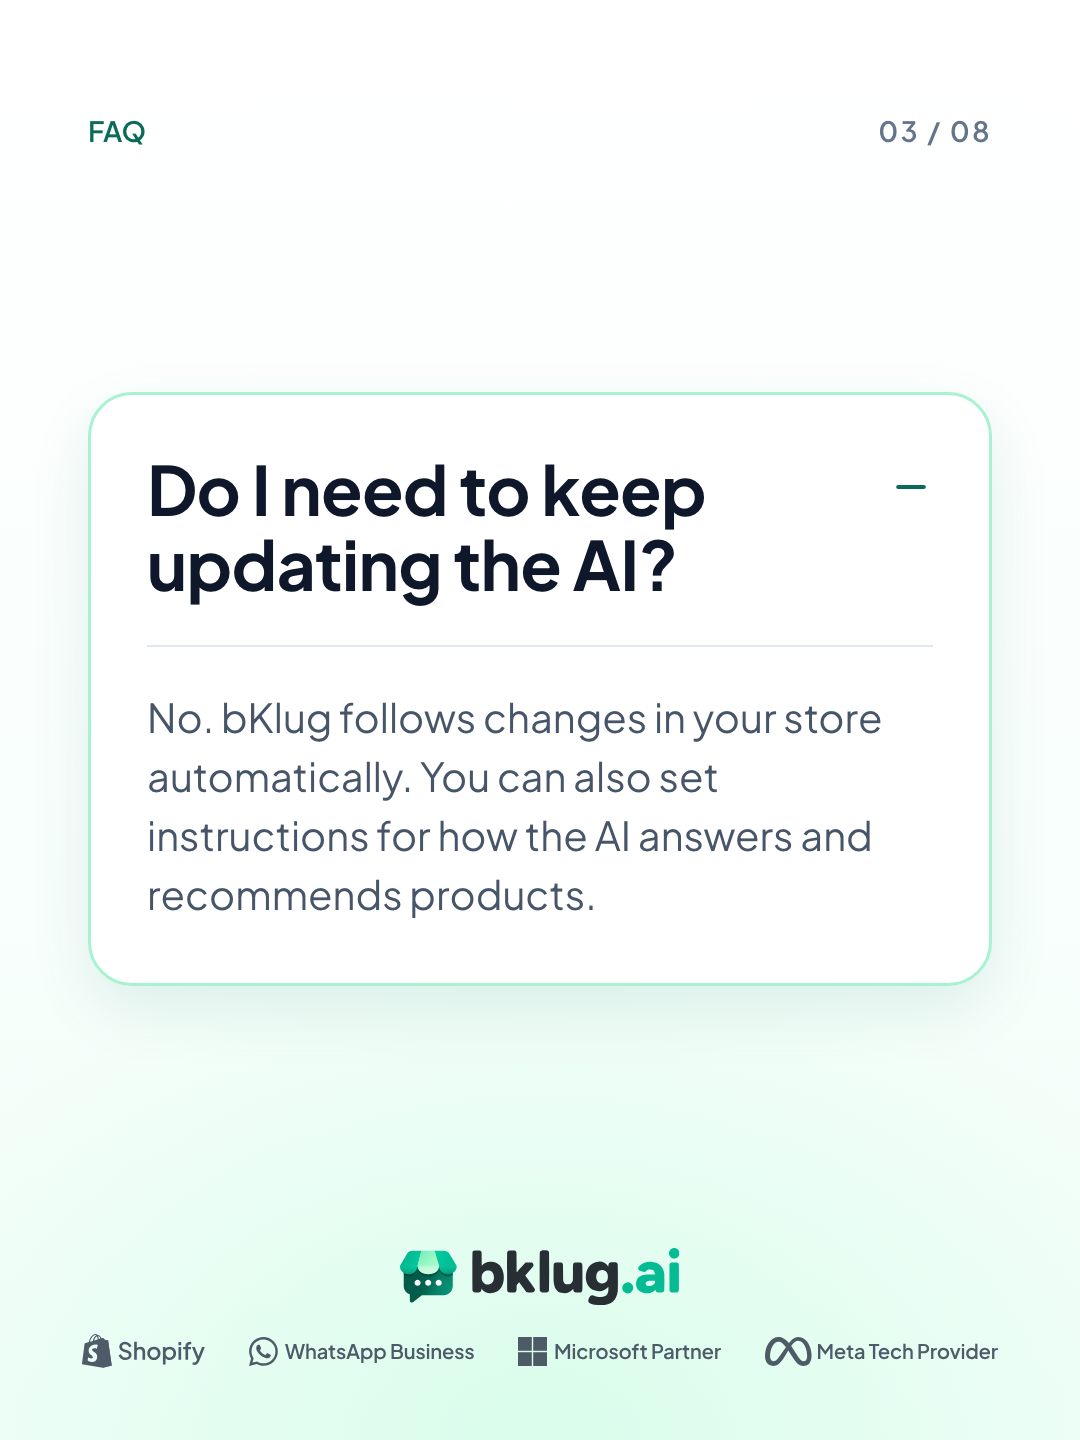 FAQ
03 / 08
Do I need to keep
updating the AI?
No. bKlug follows changes in your store
automatically. You can also set
instructions for how the AI answers and
recommends products.
bklug.ai
Shopify
WhatsApp Business
Microsoft Partner
Meta Tech Provider